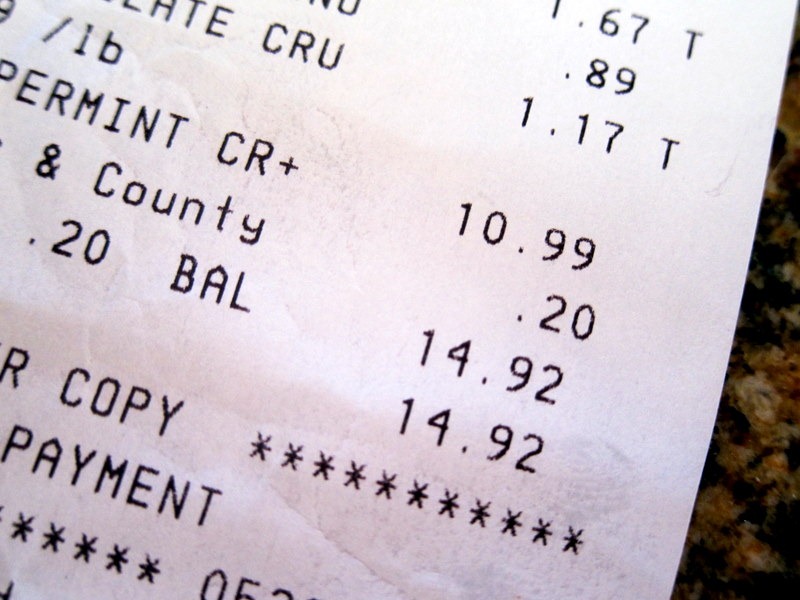 1.67 T
.89
LATE CRU 1.17 T
/lb
PERMINT CR+ 10.99
& County .20
.20 BAL 14.92
14.92
R COPY ***********
PAYMENT
******